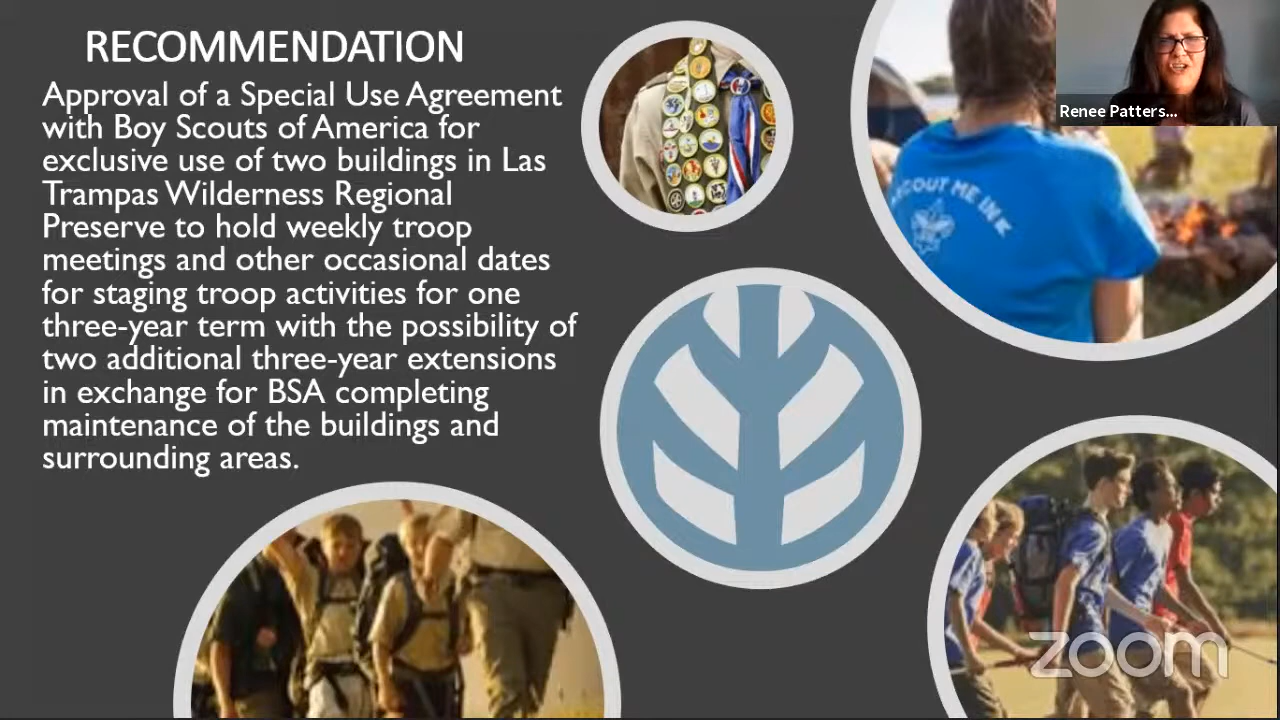 RECOMMENDATION
Approval of a Special Use Agreement
with Boy Scouts of America for
exclusive use of two buildings in Las
Trampas Wilderness Regional
Preserve to hold weekly troop
meetings and other occasional dates
for staging troop activities for one
three-year term with the possibility of
two additional three-year extensions
in exchange for BSA completing
maintenance of the buildings and
surrounding areas.
Renee Patters...
SCOUT ME IN
zoom